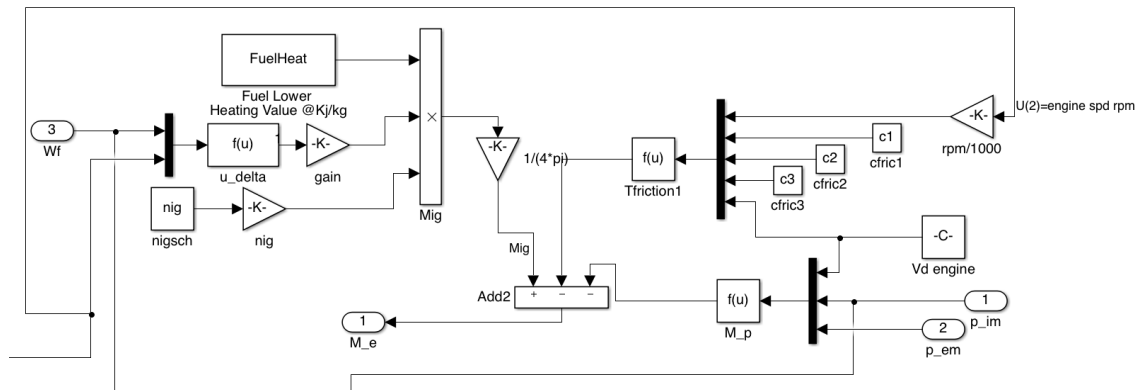 FuelHeat
Fuel Lower
Heating Value @Kj/kg
3
Wf
f(u)
u_delta
-K-
gain
×
Mig
-K-
1/(4*pi)
f(u)
Tfriction1
c1
cfric1
c2
cfric2
c3
cfric3
-K-
rpm/1000
U(2)=engine spd rpm
nig
nigsch
-K-
nig
Mig
-C-
Vd engine
Add2
+ − −
f(u)
M_p
1
p_im
2
p_em
1
M_e